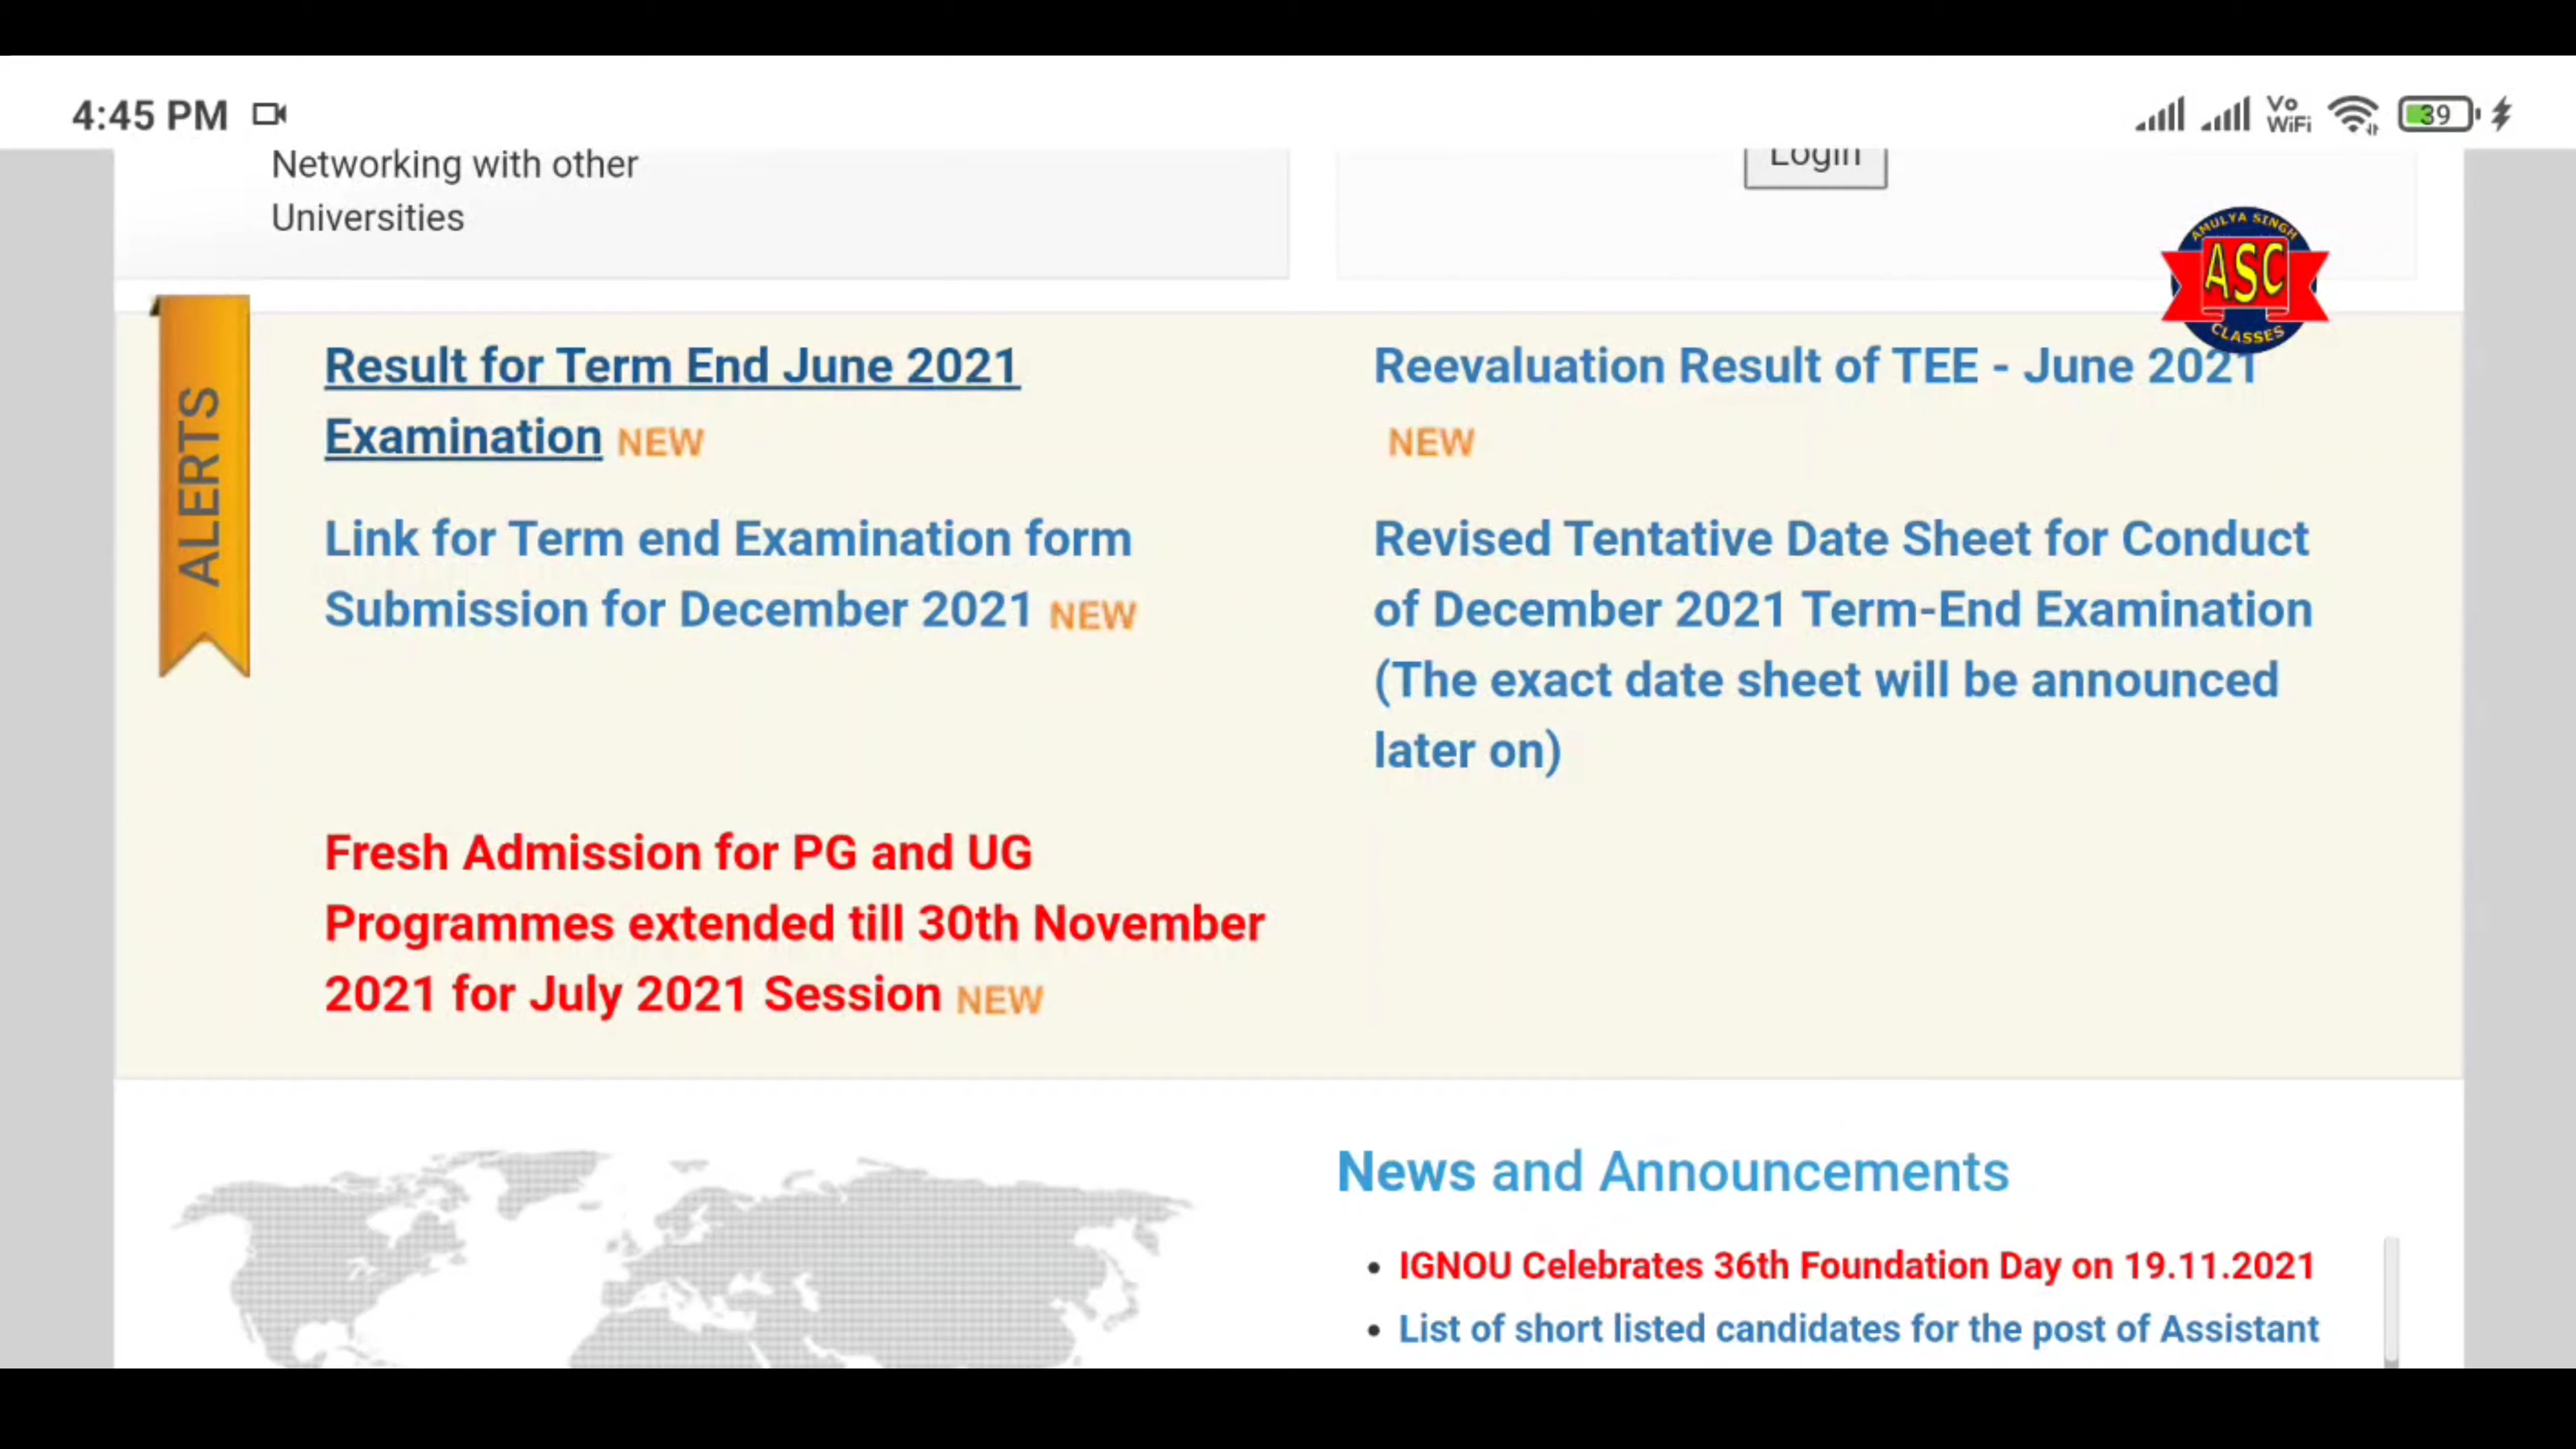 4:45 PM
Vo
WiFi
39
Networking with other
Universities
Login
AMULYA SINGH
ASC
CLASSES
ALERTS
Result for Term End June 2021
Examination NEW
Link for Term end Examination form
Submission for December 2021 NEW
Reevaluation Result of TEE - June 2021
NEW
Revised Tentative Date Sheet for Conduct
of December 2021 Term-End Examination
(The exact date sheet will be announced
later on)
Fresh Admission for PG and UG
Programmes extended till 30th November
2021 for July 2021 Session NEW
News and Announcements
• IGNOU Celebrates 36th Foundation Day on 19.11.2021
• List of short listed candidates for the post of Assistant